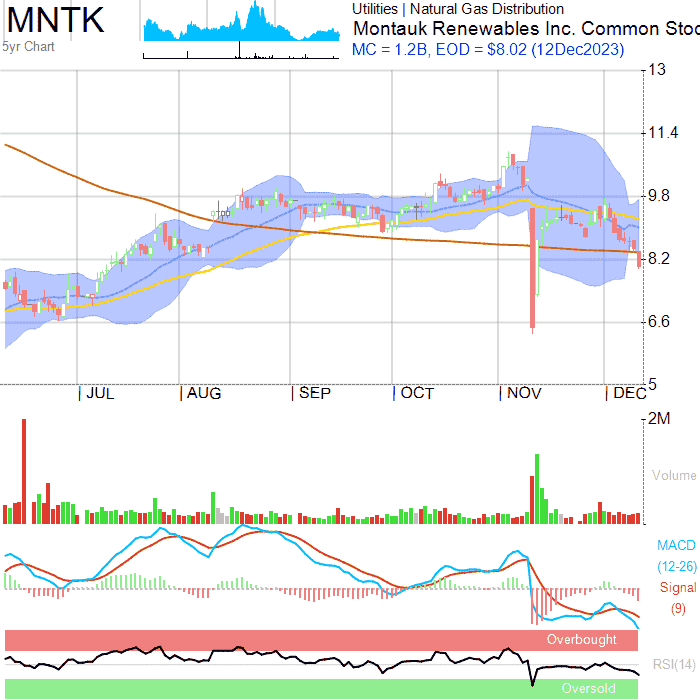 MNTK
5yr Chart
Utilities | Natural Gas Distribution
Montauk Renewables Inc. Common Stoc
MC = 1.2B, EOD = $8.02 (12Dec2023)
13
11.4
9.8
8.2
6.6
5
JUL AUG SEP OCT NOV DEC
2M
Volume
MACD
(12-26)
Signal
(9)
Overbought
RSI(14)
Oversold